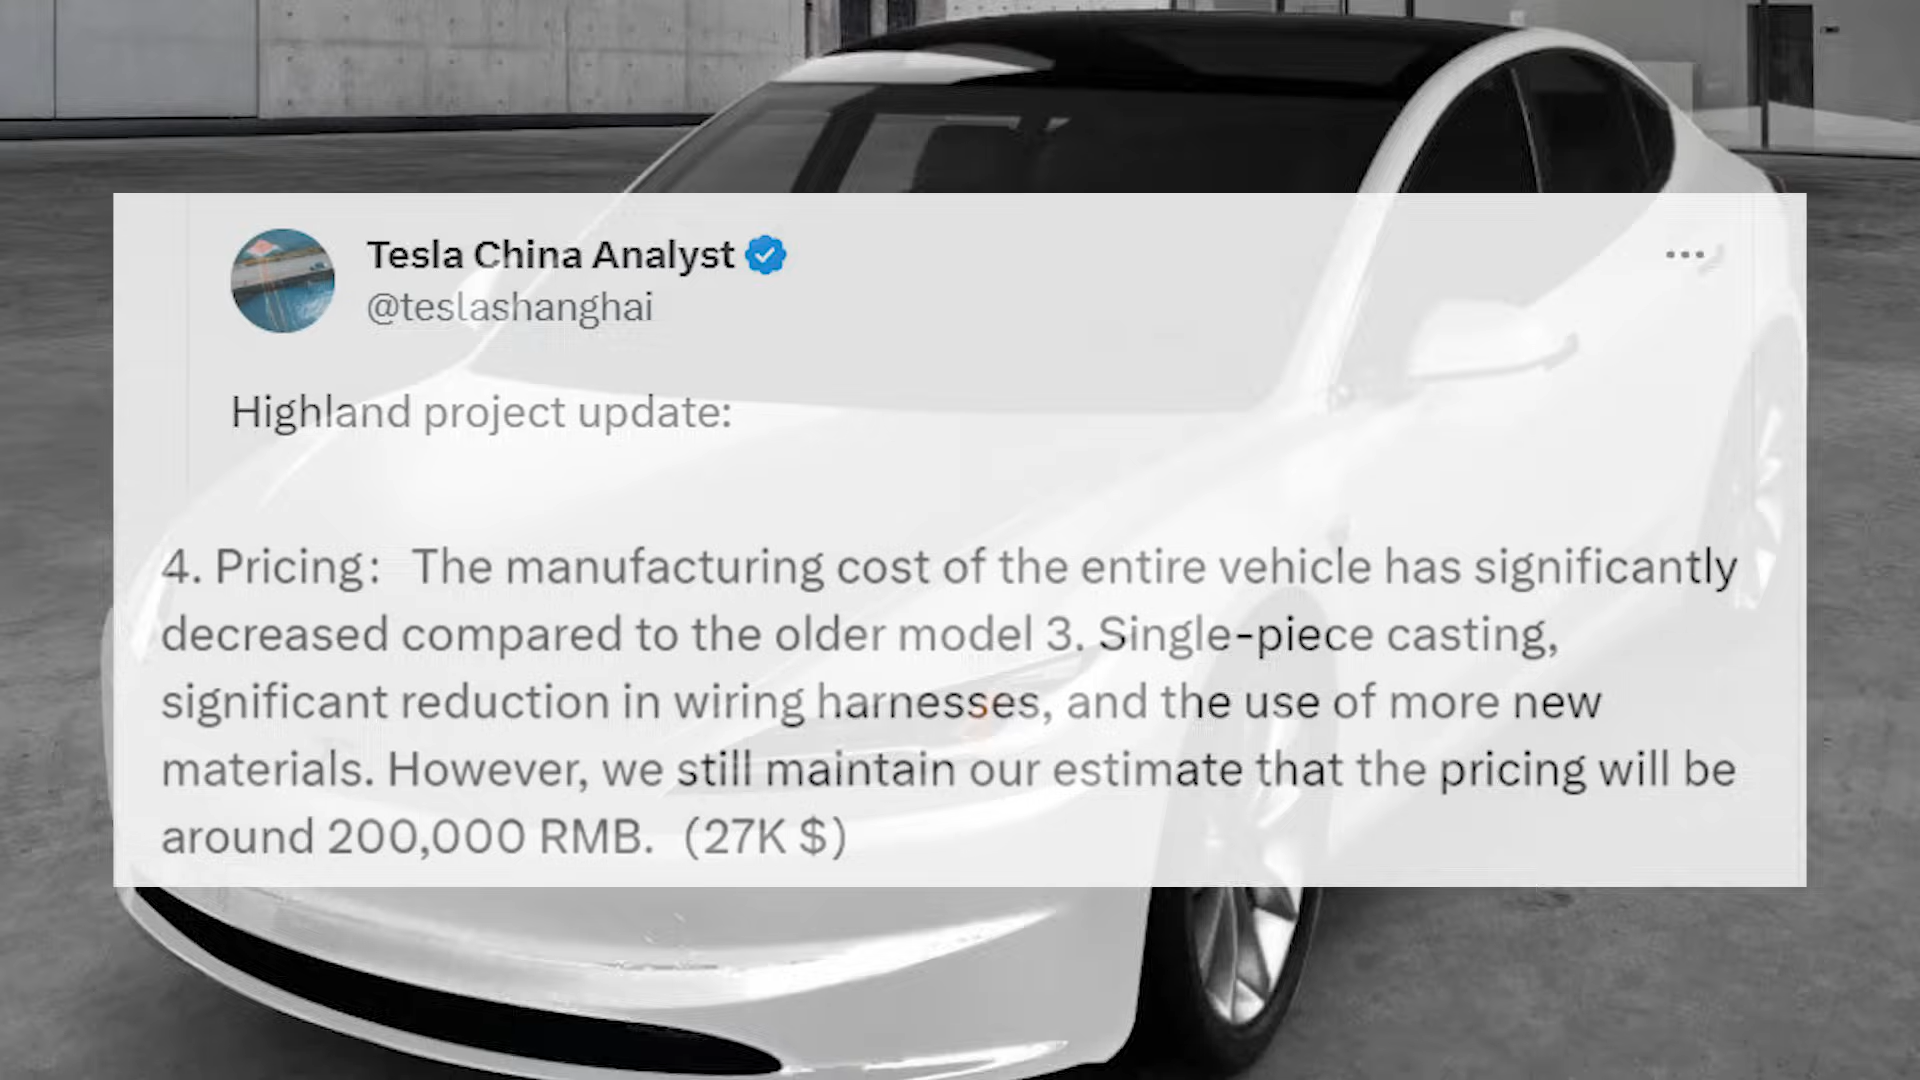 Tesla China Analyst
@teslashanghai
Highland project update:
4. Pricing: The manufacturing cost of the entire vehicle has significantly
decreased compared to the older model 3. Single-piece casting,
significant reduction in wiring harnesses, and the use of more new
materials. However, we still maintain our estimate that the pricing will be
around 200,000 RMB. (27K $)